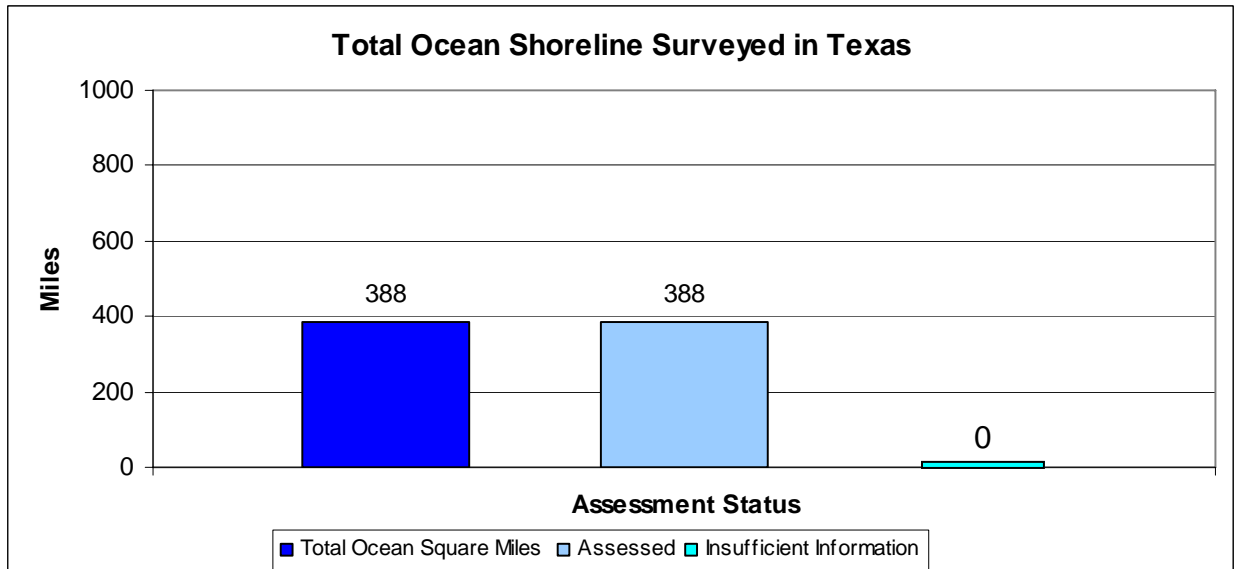 Total Ocean Shoreline Surveyed in Texas
1000
800
600
400
200
0
Miles
388
388
0
Assessment Status
Total Ocean Square Miles Assessed Insufficient Information